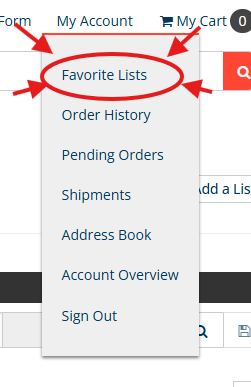 Form My Account My Cart 0
Favorite Lists
Order History
Pending Orders
Shipments
Add a Lis
Address Book
Account Overview
Sign Out